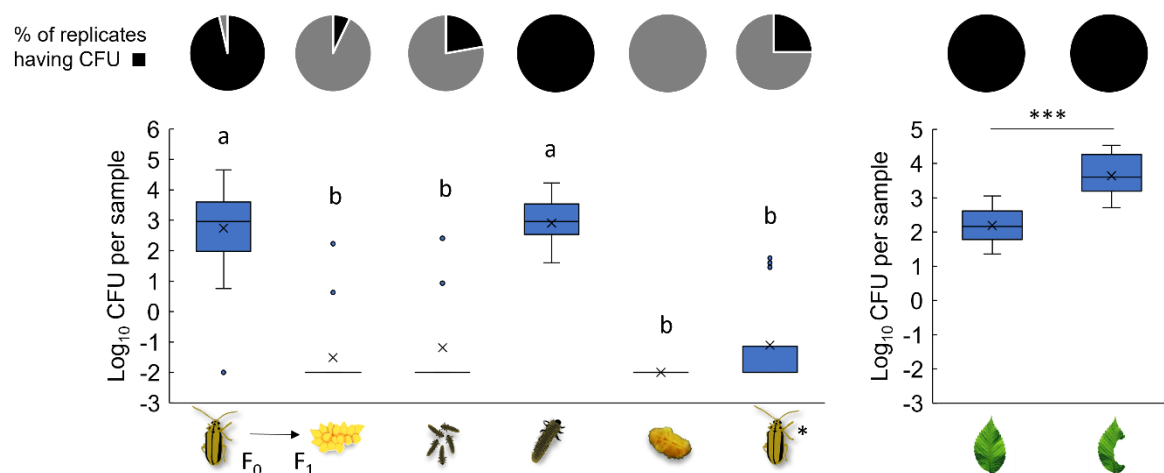 % of replicates
having CFU ■
Log₁₀ CFU per sample
6
5
4
3
2
1
0
-1
-2
-3
a
b
b
a
b
b
F₀
F₁
*
Log₁₀ CFU per sample
5
4
3
2
1
0
-1
-2
-3
***